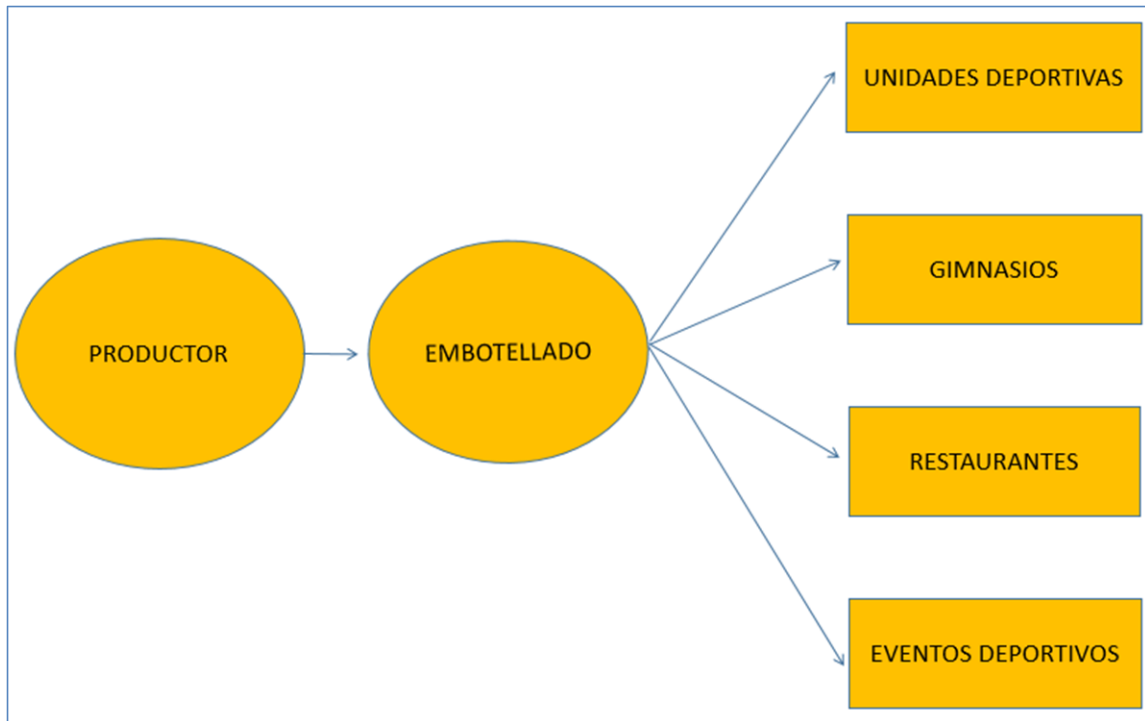 PRODUCTOR
EMBOTELLADO
UNIDADES DEPORTIVAS
GIMNASIOS
RESTAURANTES
EVENTOS DEPORTIVOS